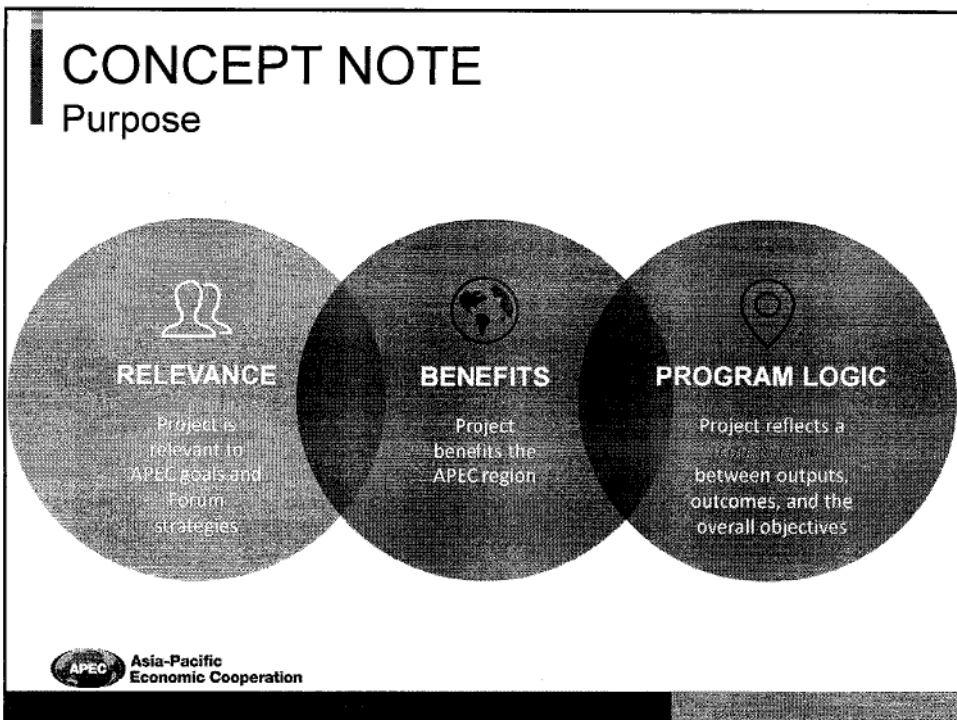 CONCEPT NOTE
Purpose
RELEVANCE
Project is
relevant to
APEC goals and
Forum
strategies
BENEFITS
Project
benefits the
APEC region
PROGRAM LOGIC
Project reflects a
between outputs,
outcomes, and the
overall objectives
APEC
Asia-Pacific
Economic Cooperation